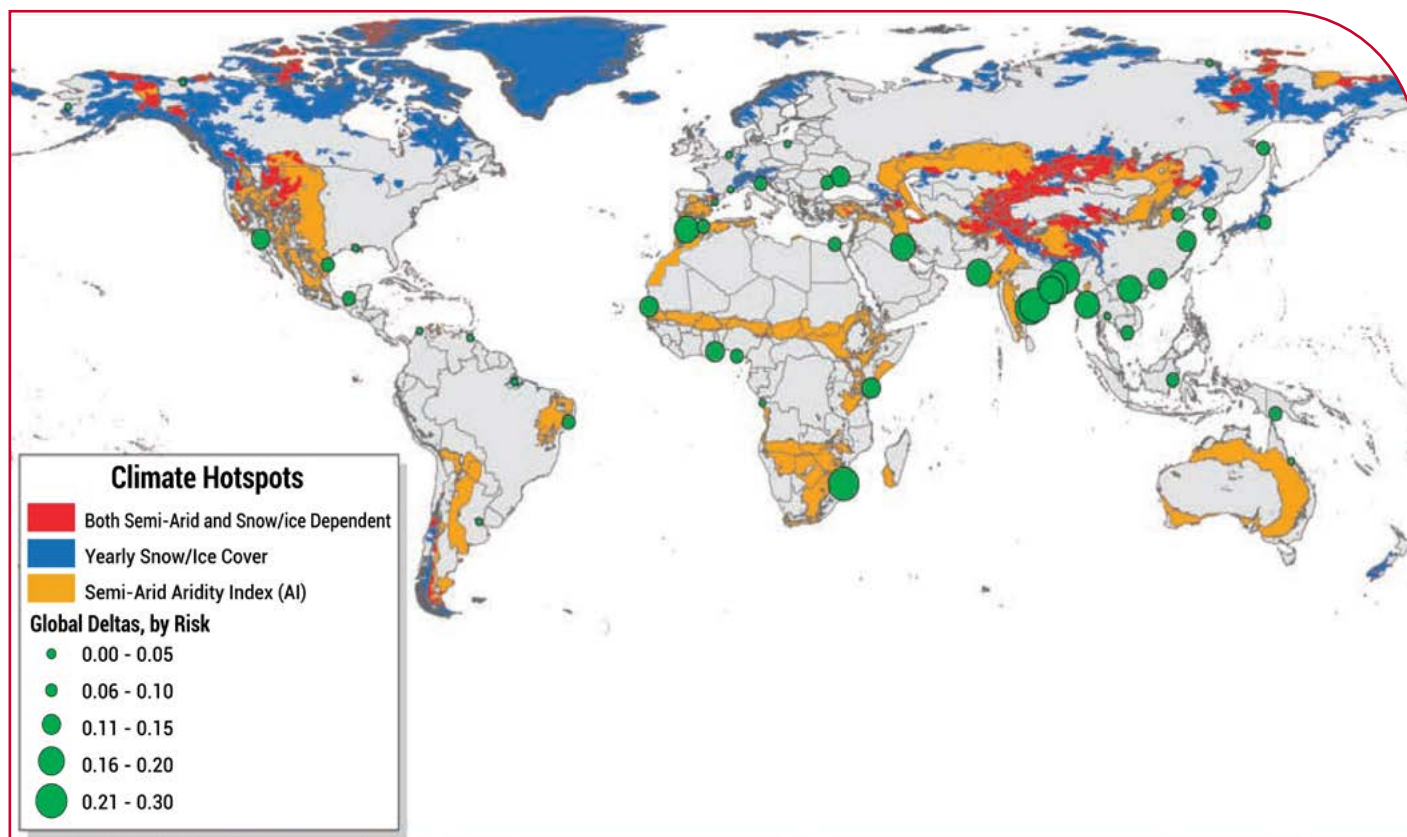 Climate Hotspots
Both Semi-Arid and Snow/ice Dependent
Yearly Snow/Ice Cover
Semi-Arid Aridity Index (AI)
Global Deltas, by Risk
0.00 - 0.05
0.06 - 0.10
0.11 - 0.15
0.16 - 0.20
0.21 - 0.30